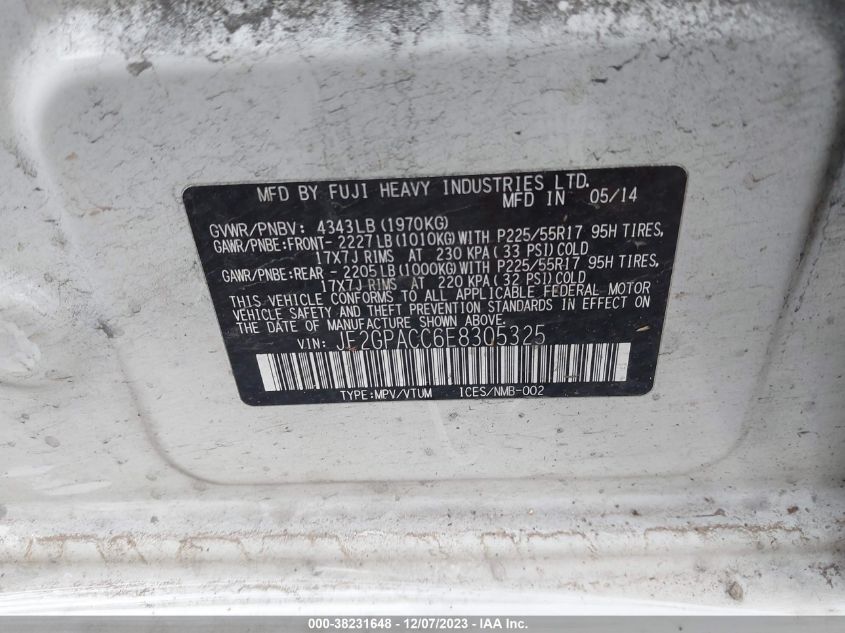 MFD BY FUJI HEAVY INDUSTRIES LTD.
MFD IN 05/14
GVWR/PNBV: 4343LB (1970KG)
GAWR/PNBE:FRONT- 2227LB(1010KG)WITH P225/55R17 95H TIRES,
17X7J RIMS AT 230 KPA(33 PSI)COLD
GAWR/PNBE:REAR - 2205LB(1000KG)WITH P225/55R17 95H TIRES,
17X7J RIMS AT 220 KPA(32 PSI)COLD
THIS VEHICLE CONFORMS TO ALL APPLICABLE FEDERAL MOTOR
VEHICLE SAFETY AND THEFT PREVENTION STANDARDS IN EFFECT ON
THE DATE OF MANUFACTURE SHOWN ABOVE.
VIN: JF2GPACC6E8305325
TYPE:MPV/VTUM ICES/NMB-002
000-38231648 - 12/07/2023 - IAA Inc.